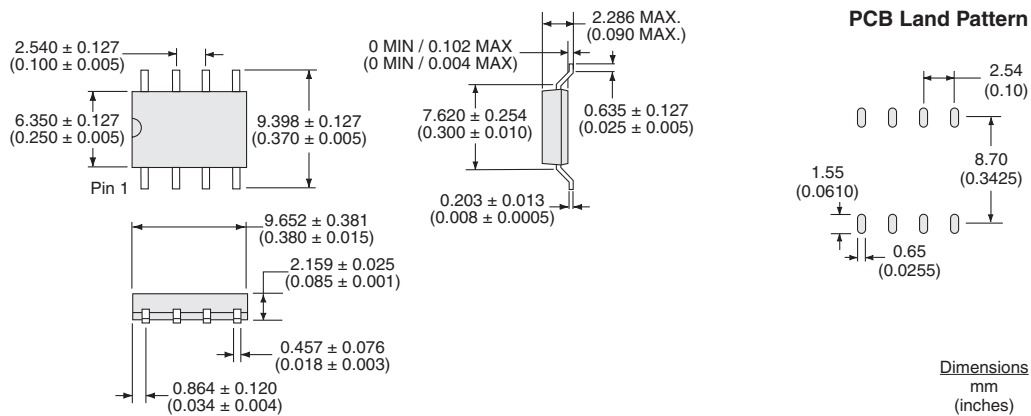 2.540 ± 0.127
(0.100 ± 0.005)
6.350 ± 0.127
(0.250 ± 0.005)
9.398 ± 0.127
(0.370 ± 0.005)
Pin 1
9.652 ± 0.381
(0.380 ± 0.015)
2.159 ± 0.025
(0.085 ± 0.001)
0.457 ± 0.076
(0.018 ± 0.003)
0.864 ± 0.120
(0.034 ± 0.004)
2.286 MAX.
(0.090 MAX.)
0 MIN / 0.102 MAX
(0 MIN / 0.004 MAX)
7.620 ± 0.254
(0.300 ± 0.010)
0.635 ± 0.127
(0.025 ± 0.005)
0.203 ± 0.013
(0.008 ± 0.0005)
PCB Land Pattern
2.54
(0.10)
8.70
(0.3425)
1.55
(0.0610)
0.65
(0.0255)
Dimensions
mm
(inches)